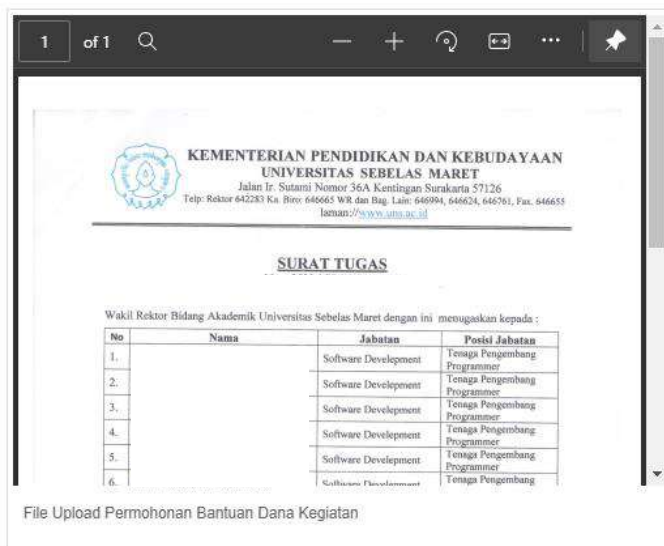 1 of 1
KEMENTERIAN PENDIDIKAN DAN KEBUDAYAAN
UNIVERSITAS SEBELAS MARET
Jalan Ir. Sutami Nomor 36A Kentingan Surakarta 57126
Telp: Rektor 642283 Ka. Biro: 646665 WR dan Bag. Lain: 646994, 646624, 646761, Fax. 646655
laman://www.uns.ac.id
SURAT TUGAS
Wakil Rektor Bidang Akademik Universitas Sebelas Maret dengan ini menugaskan kepada :
No Nama Jabatan Posisi Jabatan
1. Software Development Tenaga Pengembang
Programmer
2. Software Development Tenaga Pengembang
Programmer
3. Software Development Tenaga Pengembang
Programmer
4. Software Development Tenaga Pengembang
Programmer
5. Software Development Tenaga Pengembang
Programmer
6. Software Development Tenaga Pengembang
File Upload Permohonan Bantuan Dana Kegiatan